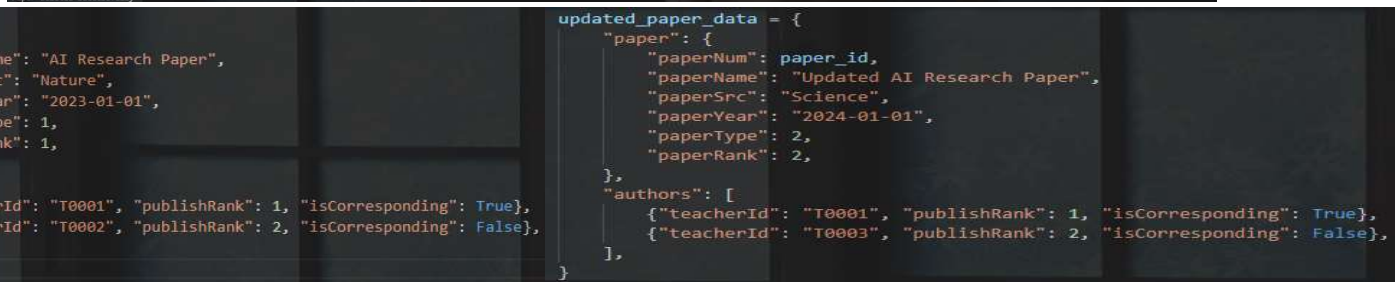 me": "AI Research Paper",
": "Nature",
ar": "2023-01-01",
pe": 1,
nk": 1,
rId": "T0001", "publishRank": 1, "isCorresponding": True},
rId": "T0002", "publishRank": 2, "isCorresponding": False},
updated_paper_data = {
"paper": {
"paperNum": paper_id,
"paperName": "Updated AI Research Paper",
"paperSrc": "Science",
"paperYear": "2024-01-01",
"paperType": 2,
"paperRank": 2,
},
"authors": [
{"teacherId": "T0001", "publishRank": 1, "isCorresponding": True},
{"teacherId": "T0003", "publishRank": 2, "isCorresponding": False},
],
}